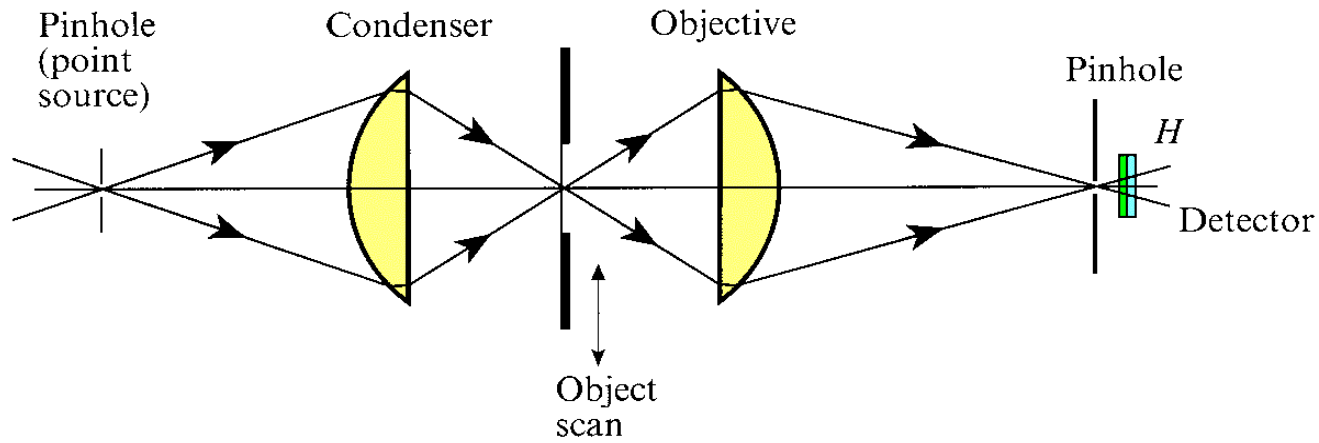 Pinhole
(point
source)
Condenser
Objective
Pinhole
H
Detector
Object
scan